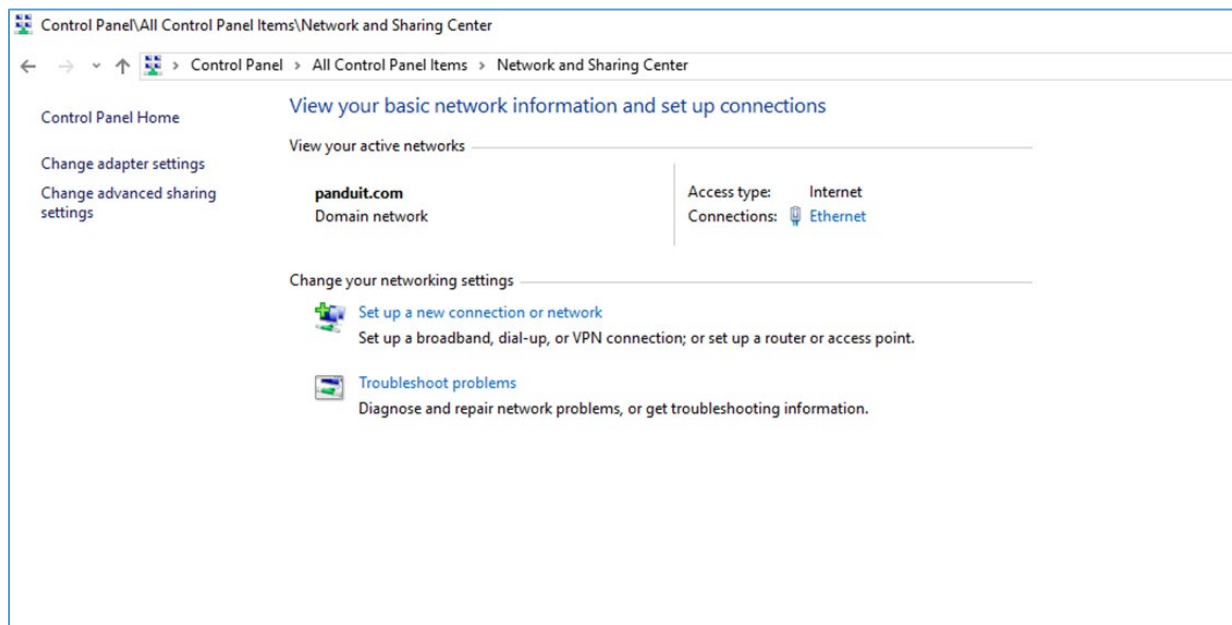 Control Panel\All Control Panel Items\Network and Sharing Center
Control Panel > All Control Panel Items > Network and Sharing Center
Control Panel Home
Change adapter settings
Change advanced sharing
settings
View your basic network information and set up connections
View your active networks
panduit.com
Domain network
Access type: Internet
Connections: Ethernet
Change your networking settings
Set up a new connection or network
Set up a broadband, dial-up, or VPN connection; or set up a router or access point.
Troubleshoot problems
Diagnose and repair network problems, or get troubleshooting information.